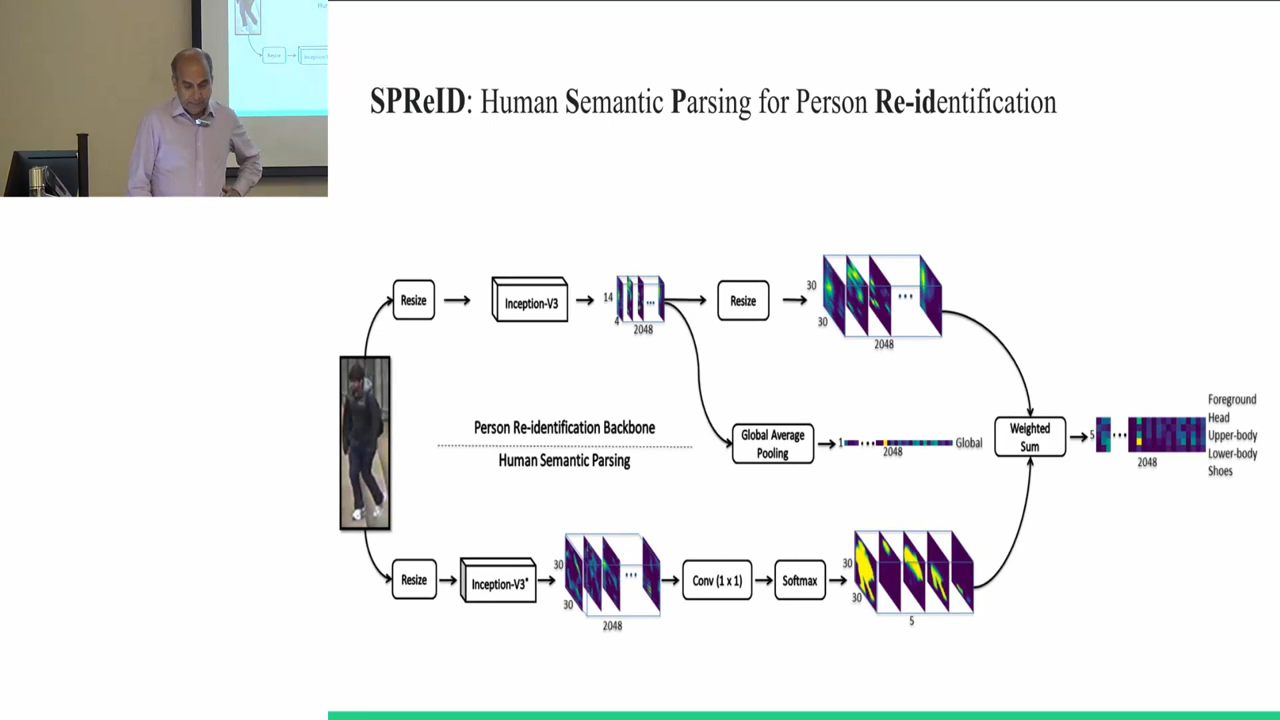 SPReID: Human Semantic Parsing for Person Re-identification
Resize
Inception-V3
14
4
2048
Resize
30
30
2048
Person Re-identification Backbone
Human Semantic Parsing
Global Average
Pooling
1
2048
Global
Weighted
Sum
5
2048
Foreground
Head
Upper-body
Lower-body
Shoes
Resize
Inception-V3*
30
30
2048
Conv (1 x 1)
Softmax
30
30
5
Resize